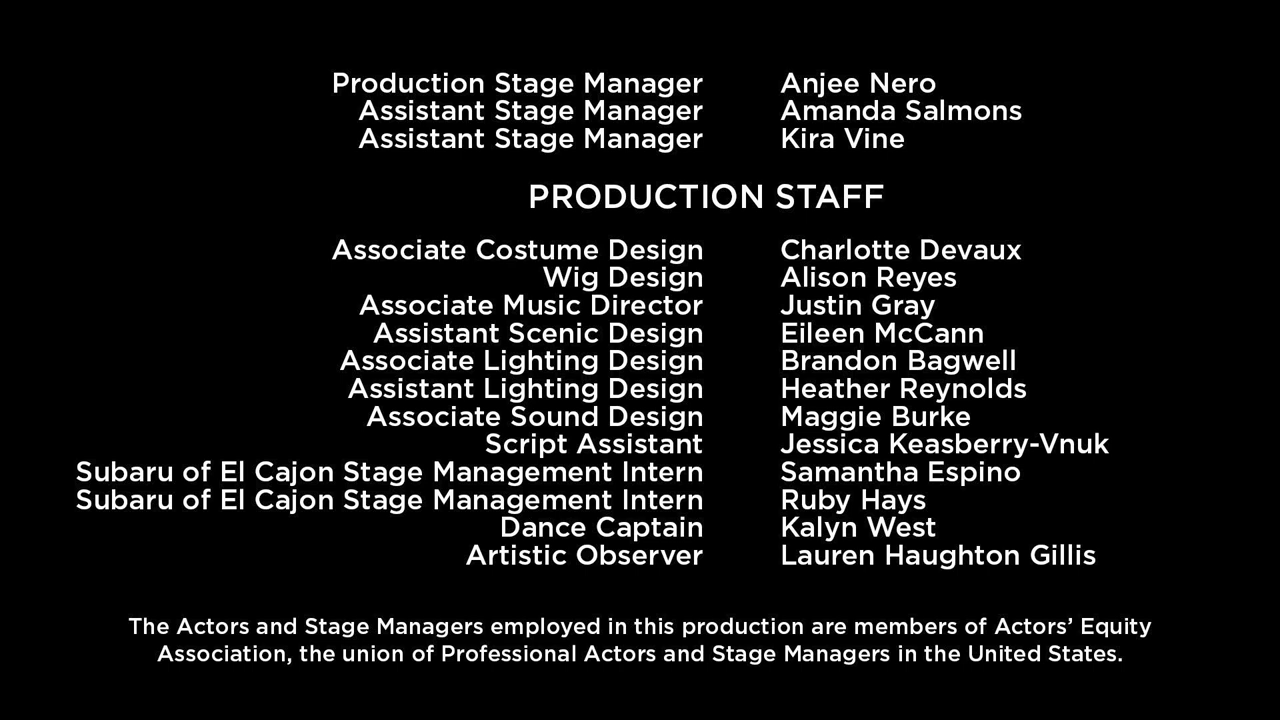 Production Stage Manager Anjee Nero
Assistant Stage Manager Amanda Salmons
Assistant Stage Manager Kira Vine
PRODUCTION STAFF
Associate Costume Design Charlotte Devaux
Wig Design Alison Reyes
Associate Music Director Justin Gray
Assistant Scenic Design Eileen McCann
Associate Lighting Design Brandon Bagwell
Assistant Lighting Design Heather Reynolds
Associate Sound Design Maggie Burke
Script Assistant Jessica Keasberry-Vnuk
Subaru of El Cajon Stage Management Intern Samantha Espino
Subaru of El Cajon Stage Management Intern Ruby Hays
Dance Captain Kalyn West
Artistic Observer Lauren Haughton Gillis
The Actors and Stage Managers employed in this production are members of Actors’ Equity
Association, the union of Professional Actors and Stage Managers in the United States.